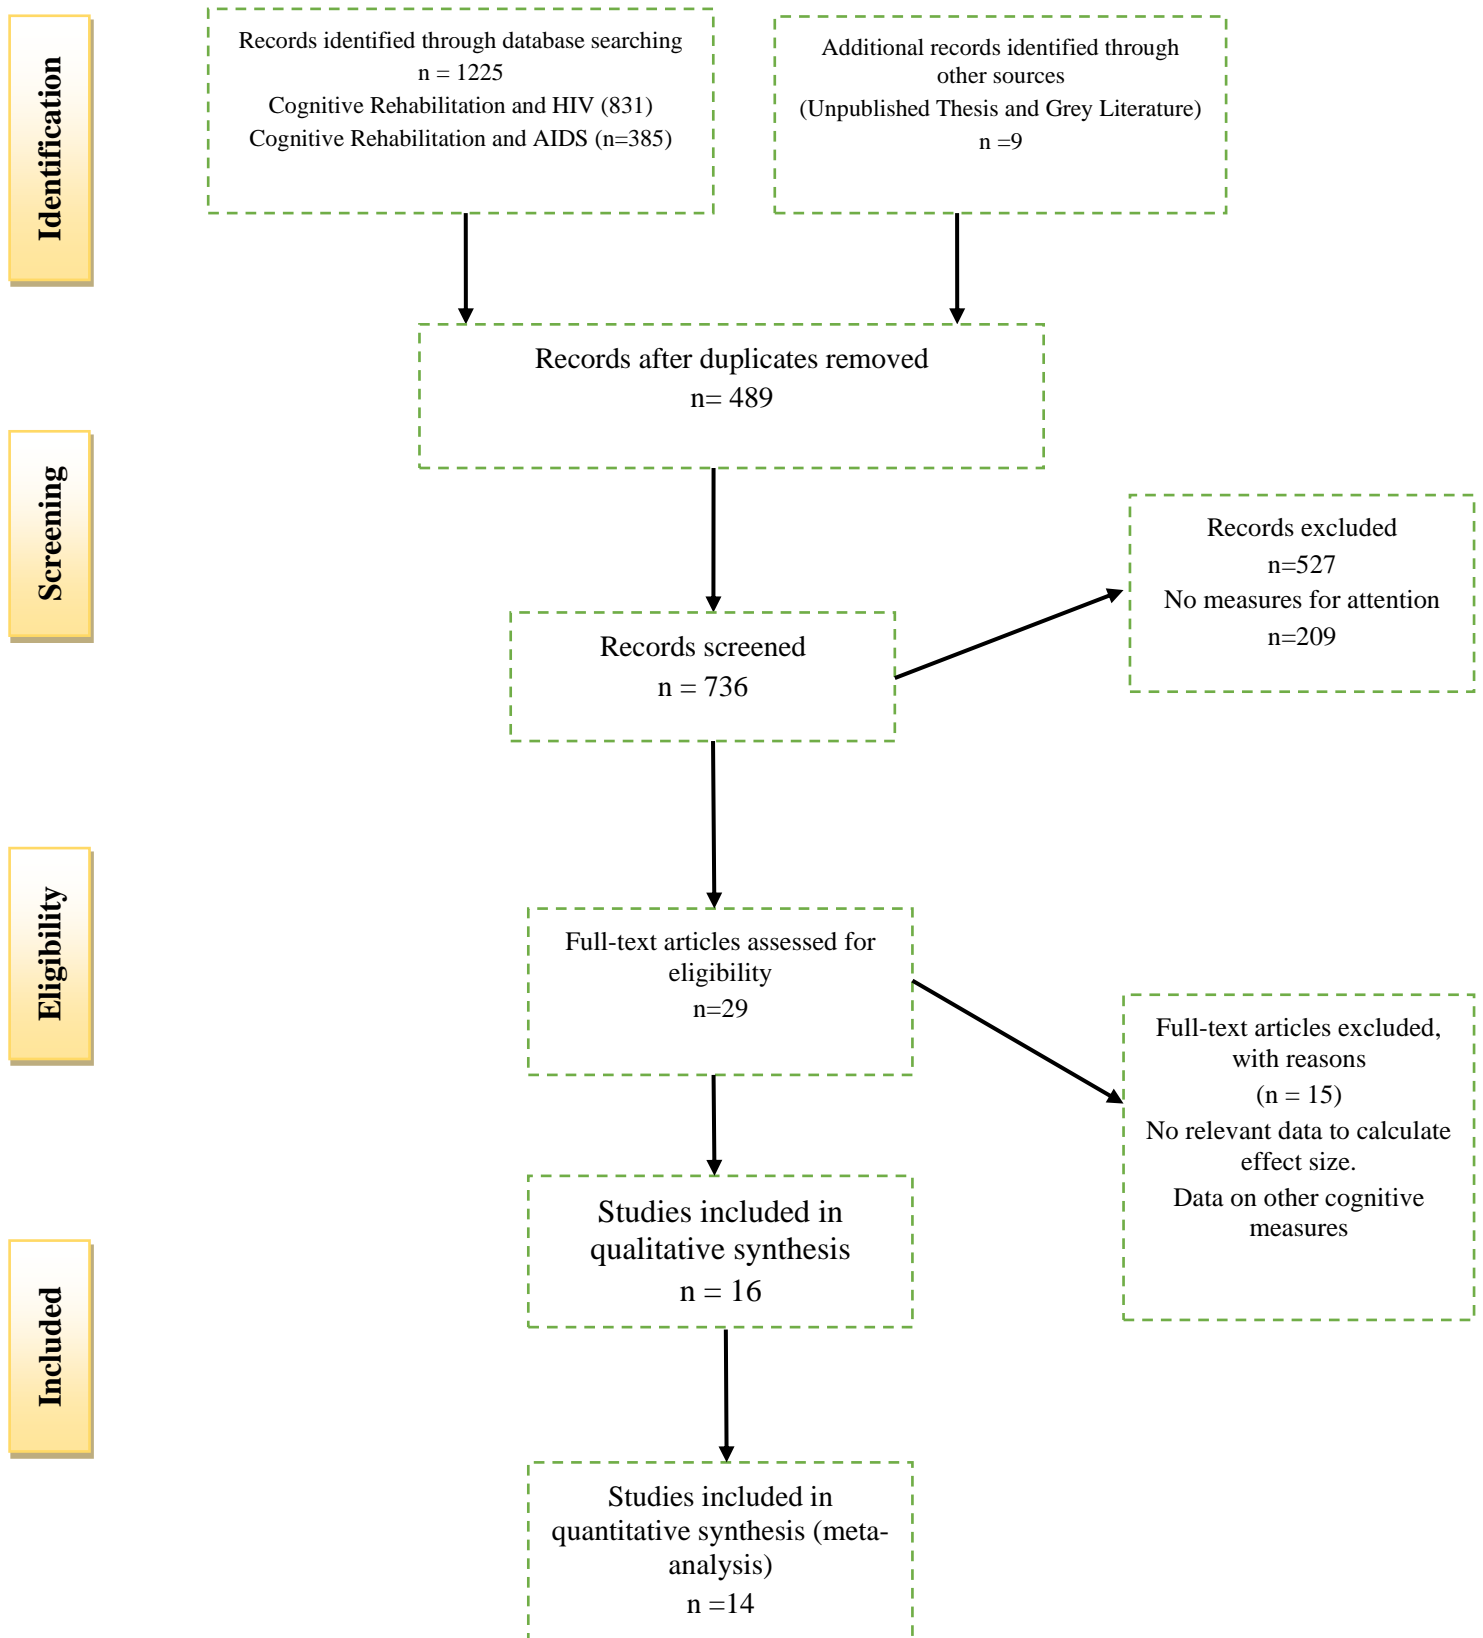 Identification
Records identified through database searching
n = 1225
Cognitive Rehabilitation and HIV (831)
Cognitive Rehabilitation and AIDS (n=385)
Additional records identified through
other sources
(Unpublished Thesis and Grey Literature)
n =9
Records after duplicates removed
n= 489
Screening
Records screened
n = 736
Records excluded
n=527
No measures for attention
n=209
Eligibility
Full-text articles assessed for
eligibility
n=29
Full-text articles excluded,
with reasons
(n = 15)
No relevant data to calculate
effect size.
Data on other cognitive
measures
Included
Studies included in
qualitative synthesis
n = 16
Studies included in
quantitative synthesis (meta-
analysis)
n =14